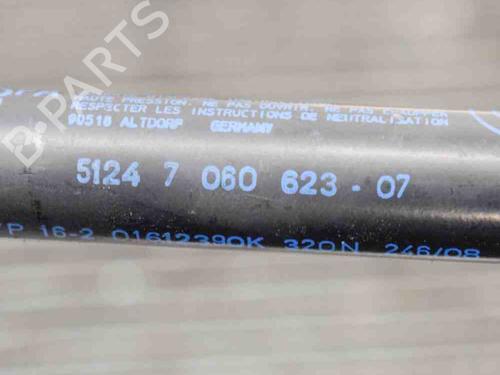 B-Parts
HAUTE PRESSION. NE PAS OUVRIR. NE PAS CHAUFFER
RESPECTER LES INSTRUCTIONS DE NEUTRALISATION
90518 ALTDORF GERMANY
5124 7 060 623-07
16-2 01612390K 320N 246/08